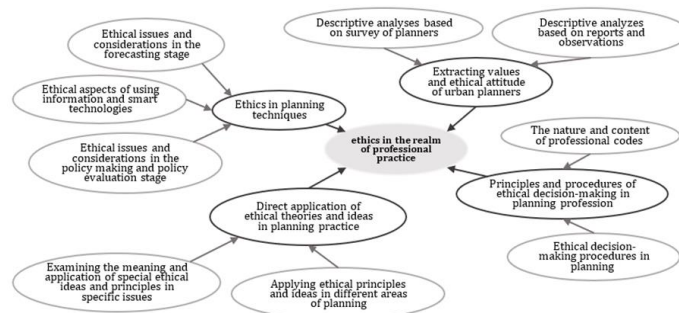 Ethical issues and
considerations in the
forecasting stage
Descriptive analyses based
on survey of planners
Descriptive analyzes
based on reports and
observations
Ethical aspects of using
information and smart
technologies
Ethics in planning
techniques
Extracting values
and ethical attitude
of urban planners
Ethical issues and
considerations in the
policy making and policy
evaluation stage
ethics in the realm
of professional
practice
The nature and content
of professional codes
Principles and procedures of
ethical decision-making in
planning profession
Direct application of
ethical theories and ideas
in planning practice
Ethical decision-
making procedures in
planning
Examining the meaning and
application of special ethical
ideas and principles in
specific issues
Applying ethical principles
and ideas in different areas
of planning